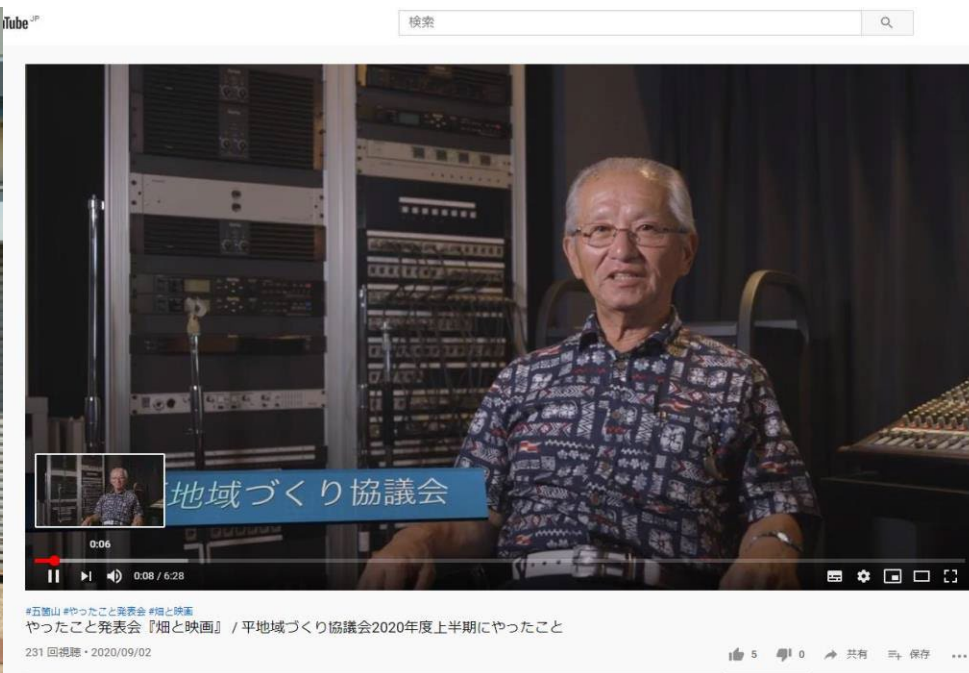 uTube JP
検索
地域づくり協議会
0:06
0:08 / 6:28
#五箇山 #やったこと発表会 #畑と映画
やったこと発表会『畑と映画』 / 平地域づくり協議会2020年度上半期にやったこと
231 回視聴・2020/09/02
5
0
共有
保存